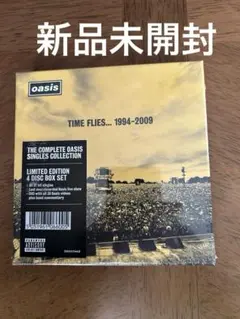 新品未開封
oasis
TIME FLIES... 1994-2009
THE COMPLETE OASIS
SINGLES COLLECTION
LIMITED EDITION
4 DISC BOX SET